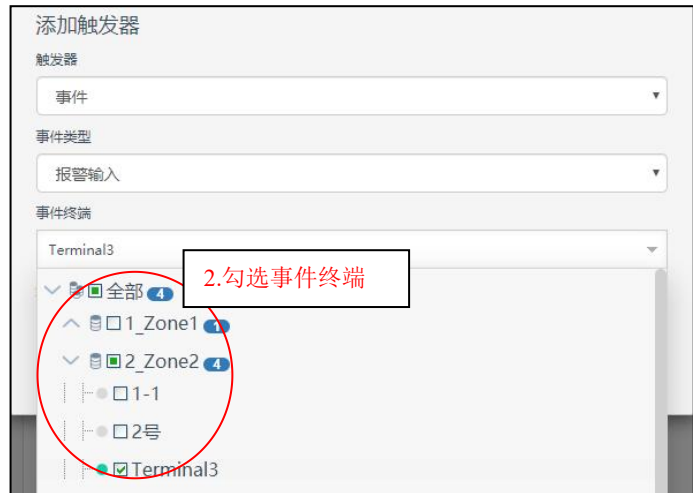 添加触发器
触发器
事件
事件类型
报警输入
事件终端
Terminal3
2.勾选事件终端
全部 4
1_Zone1 1
2_Zone2 4
1-1
2号
Terminal3